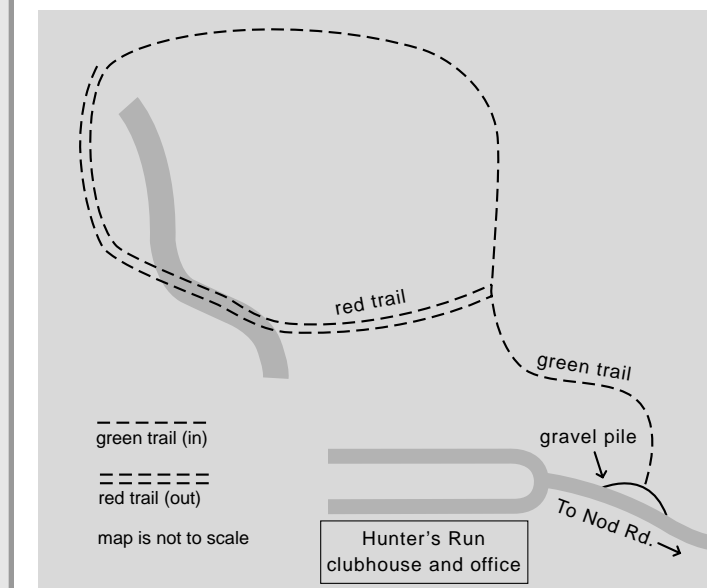 red trail
green trail
gravel pile
green trail (in)
red trail (out)
To Nod Rd.
map is not to scale
Hunter's Run
clubhouse and office